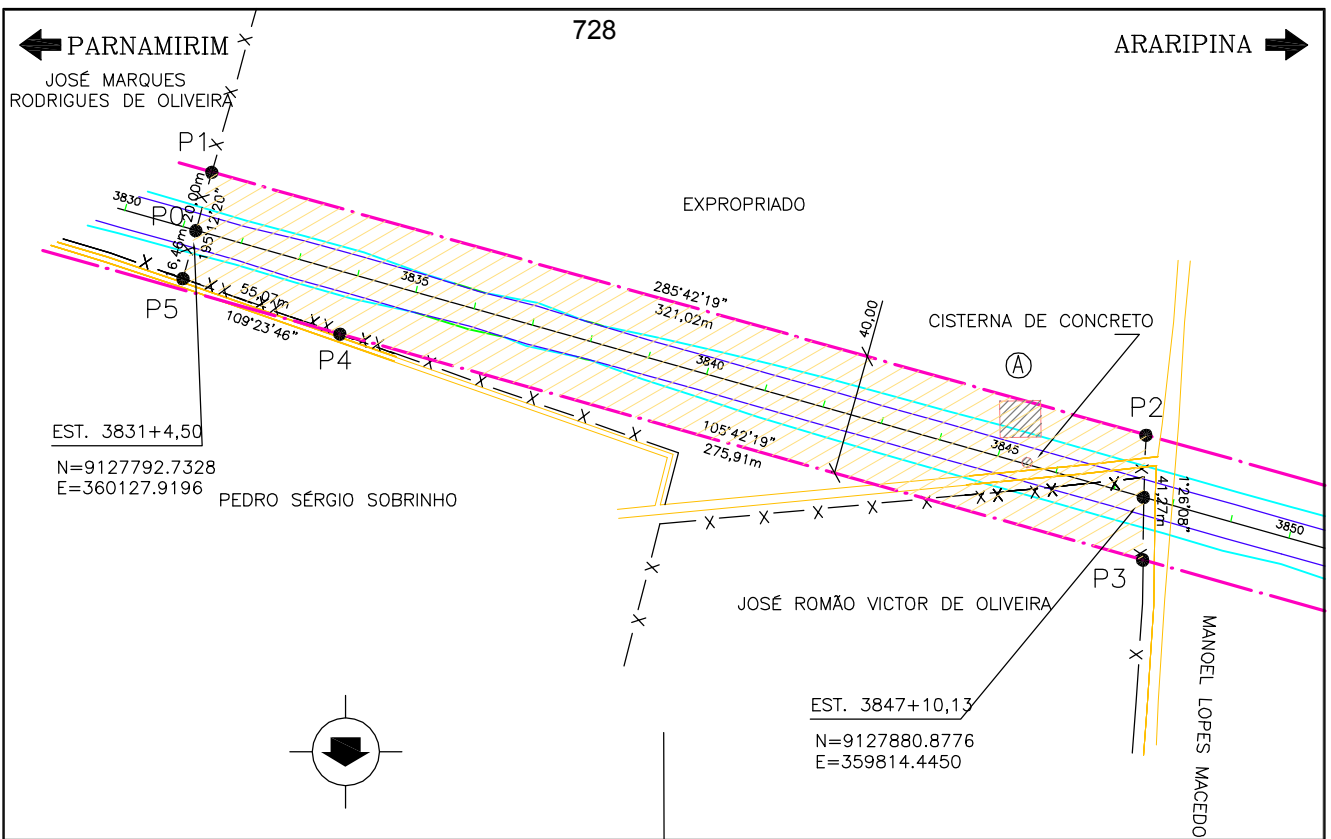 728
PARNAMIRIM
ARARIPINA
JOSÉ MARQUES
RODRIGUES DE OLIVEIRA
P1
EXPROPRIADO
3830
P0
20,00m
195°12'20"
6,46m
P5
55,07m
109°23'46"
P4
3835
285°42'19"
321,02m
40,00
CISTERNA DE CONCRETO
A
3840
P2
105°42'19"
275,91m
3845
1°26'08"
41,27m
3850
P3
EST. 3831+4,50
N=9127792.7328
E=360127.9196
PEDRO SÉRGIO SOBRINHO
JOSÉ ROMÃO VICTOR DE OLIVEIRA
MANOEL LOPES MACEDO
EST. 3847+10,13
N=9127880.8776
E=359814.4450